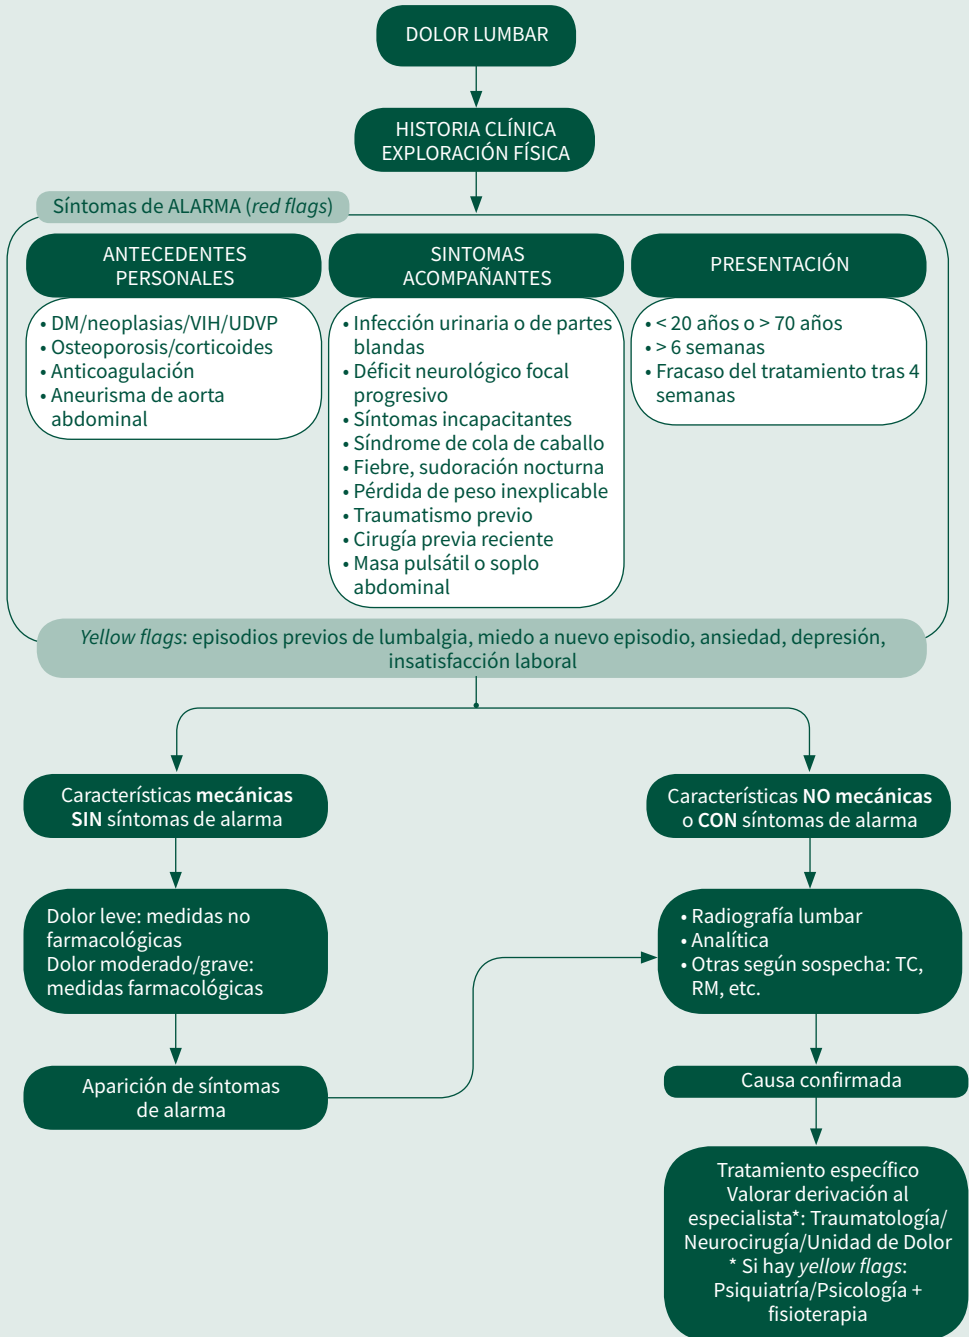 DOLOR LUMBAR
HISTORIA CLÍNICA
EXPLORACIÓN FÍSICA
Síntomas de ALARMA (red flags)
ANTECEDENTES
PERSONALES
• DM/neoplasias/VIH/UDVP
• Osteoporosis/corticoides
• Anticoagulación
• Aneurisma de aorta
abdominal
SINTOMAS
ACOMPAÑANTES
• Infección urinaria o de partes
blandas
• Déficit neurológico focal
progresivo
• Síntomas incapacitantes
• Síndrome de cola de caballo
• Fiebre, sudoración nocturna
• Pérdida de peso inexplicable
• Traumatismo previo
• Cirugía previa reciente
• Masa pulsátil o soplo
abdominal
PRESENTACIÓN
• < 20 años o > 70 años
• > 6 semanas
• Fracaso del tratamiento tras 4
semanas
Yellow flags: episodios previos de lumbalgia, miedo a nuevo episodio, ansiedad, depresión,
insatisfacción laboral
Características mecánicas
SIN síntomas de alarma
Dolor leve: medidas no
farmacológicas
Dolor moderado/grave:
medidas farmacológicas
Aparición de síntomas
de alarma
Características NO mecánicas
o CON síntomas de alarma
• Radiografía lumbar
• Analítica
• Otras según sospecha: TC,
RM, etc.
Causa confirmada
Tratamiento específico
Valorar derivación al
especialista*: Traumatología/
Neurocirugía/Unidad de Dolor
* Si hay yellow flags:
Psiquiatría/Psicología +
fisioterapia